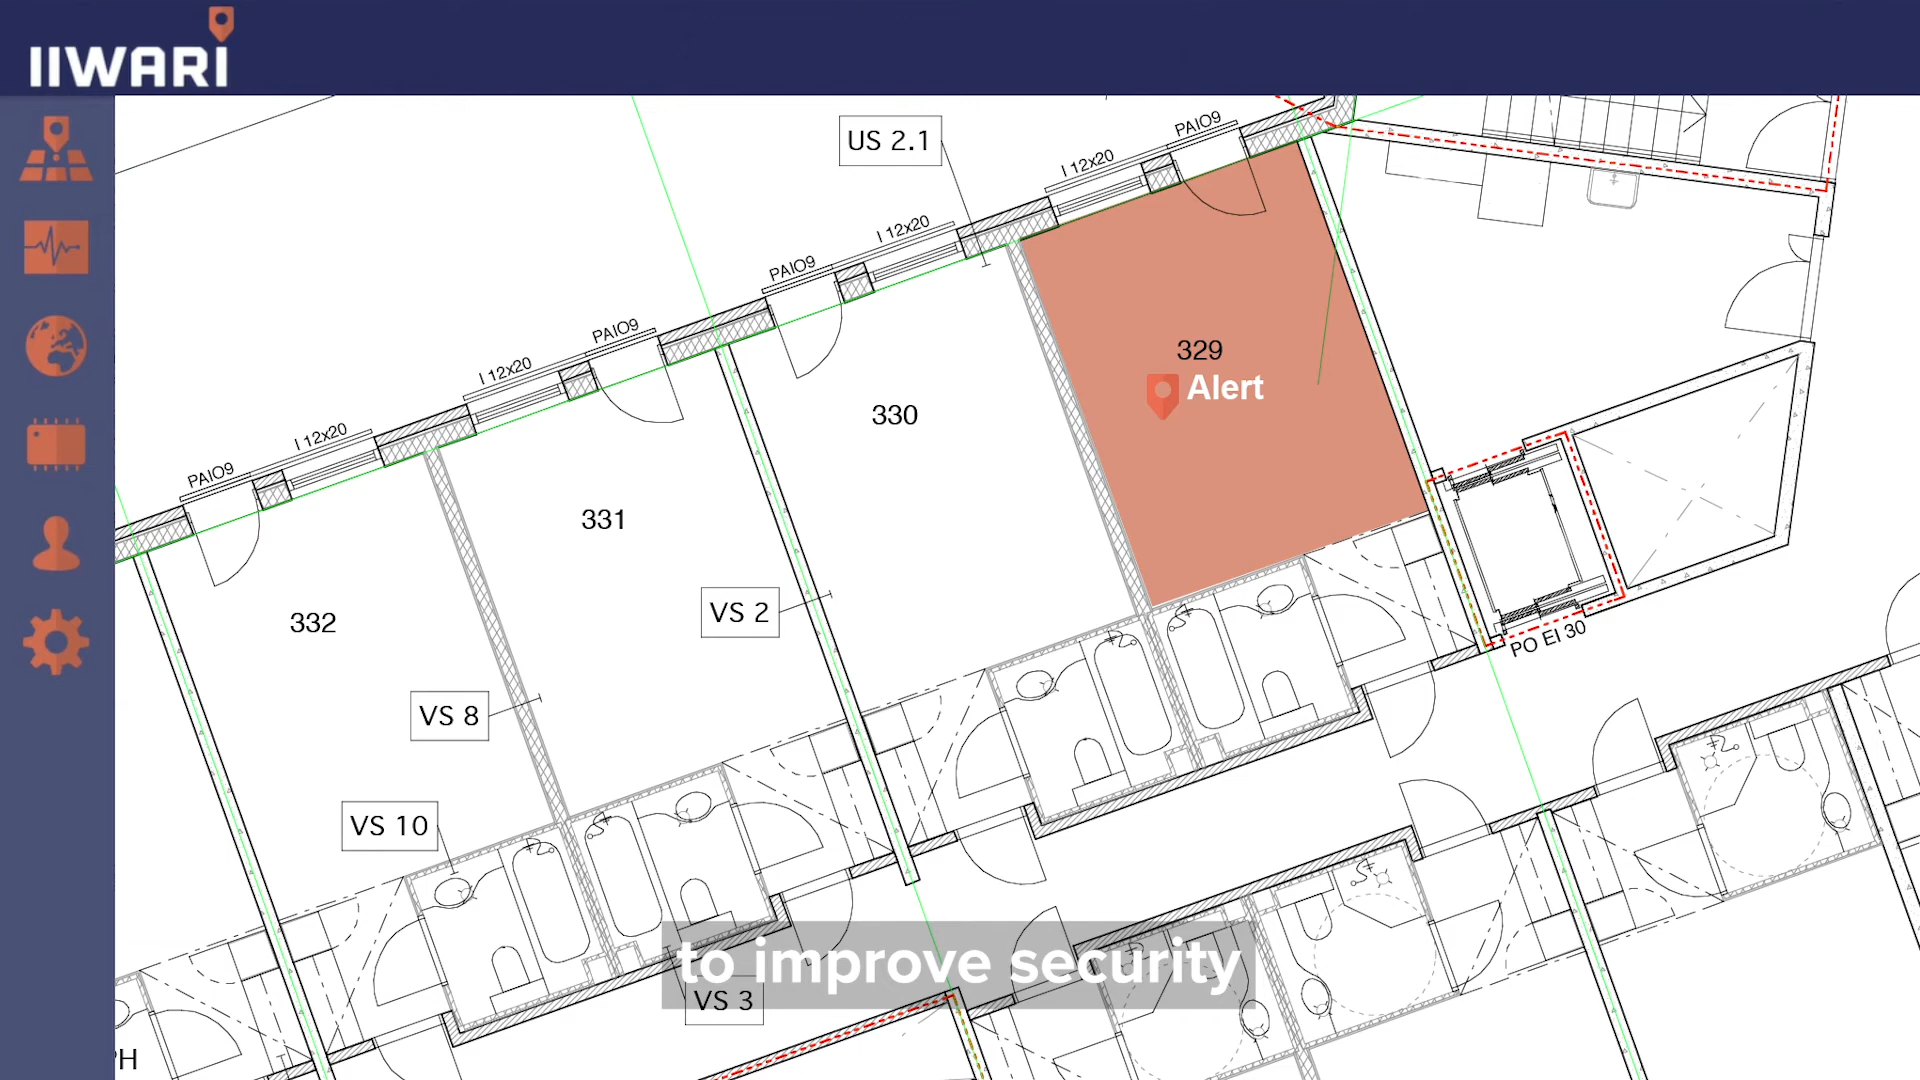 IIWARI
US 2.1
PAIO9
I 12x20
I 12x20
PAIO9
PAIO9
I 12x20
I 12x20
PAIO9
329
Alert
330
331
332
VS 2
VS 8
VS 10
PO EI 30
to improve security
VS 3
PH